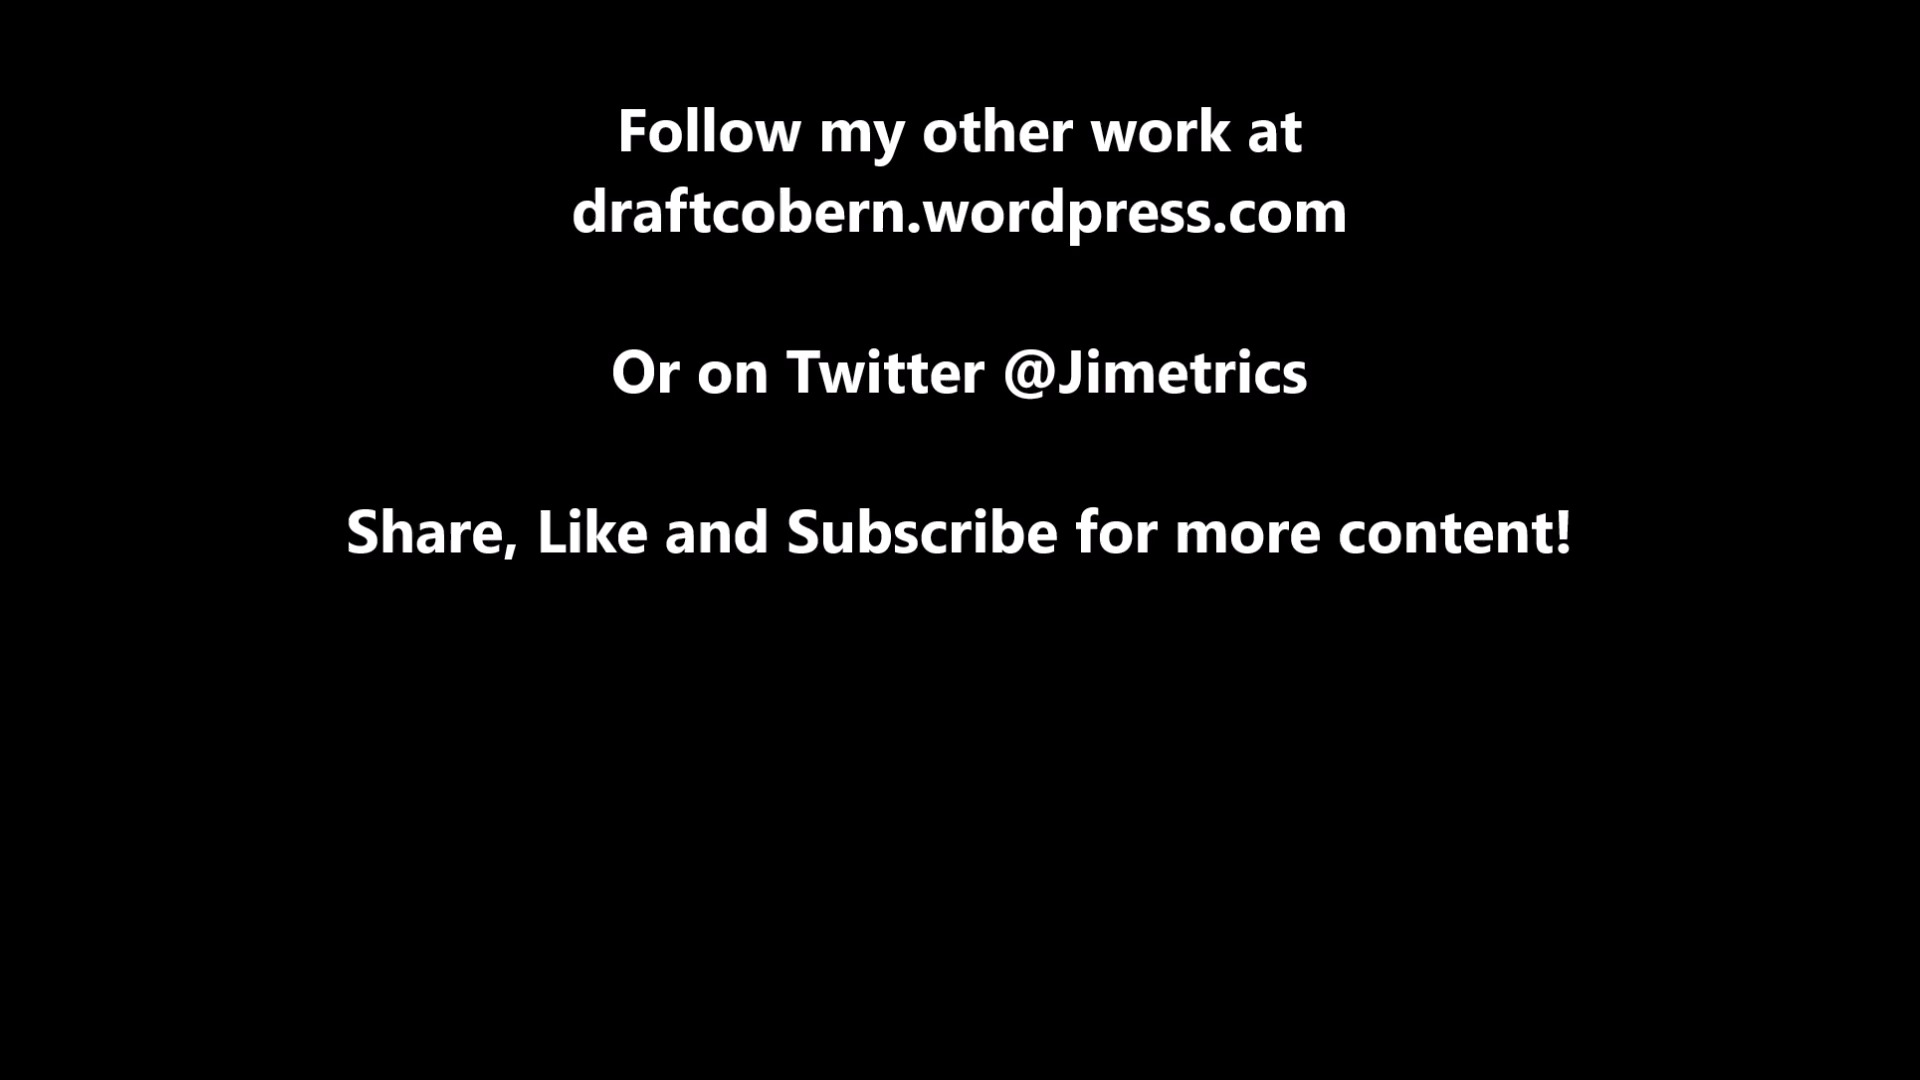 Follow my other work at
draftcobern.wordpress.com
Or on Twitter @Jimetrics
Share, Like and Subscribe for more content!